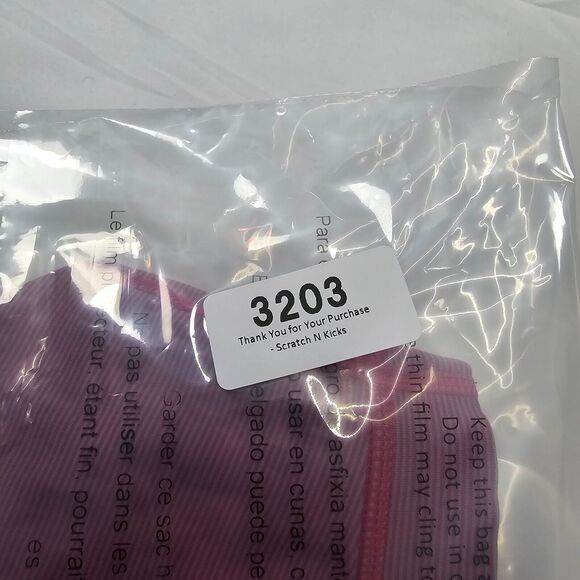 3203
Thank You for Your Purchase
- Scratch N Kicks
Keep this bag
Do not use in
thin film may cling t
Para
usar en cunas,
asfixia mant
elgado puede pe
Garder ce sac h
N pas utiliser dans les
Le film p
ecteur, étant fin, pourrai
es